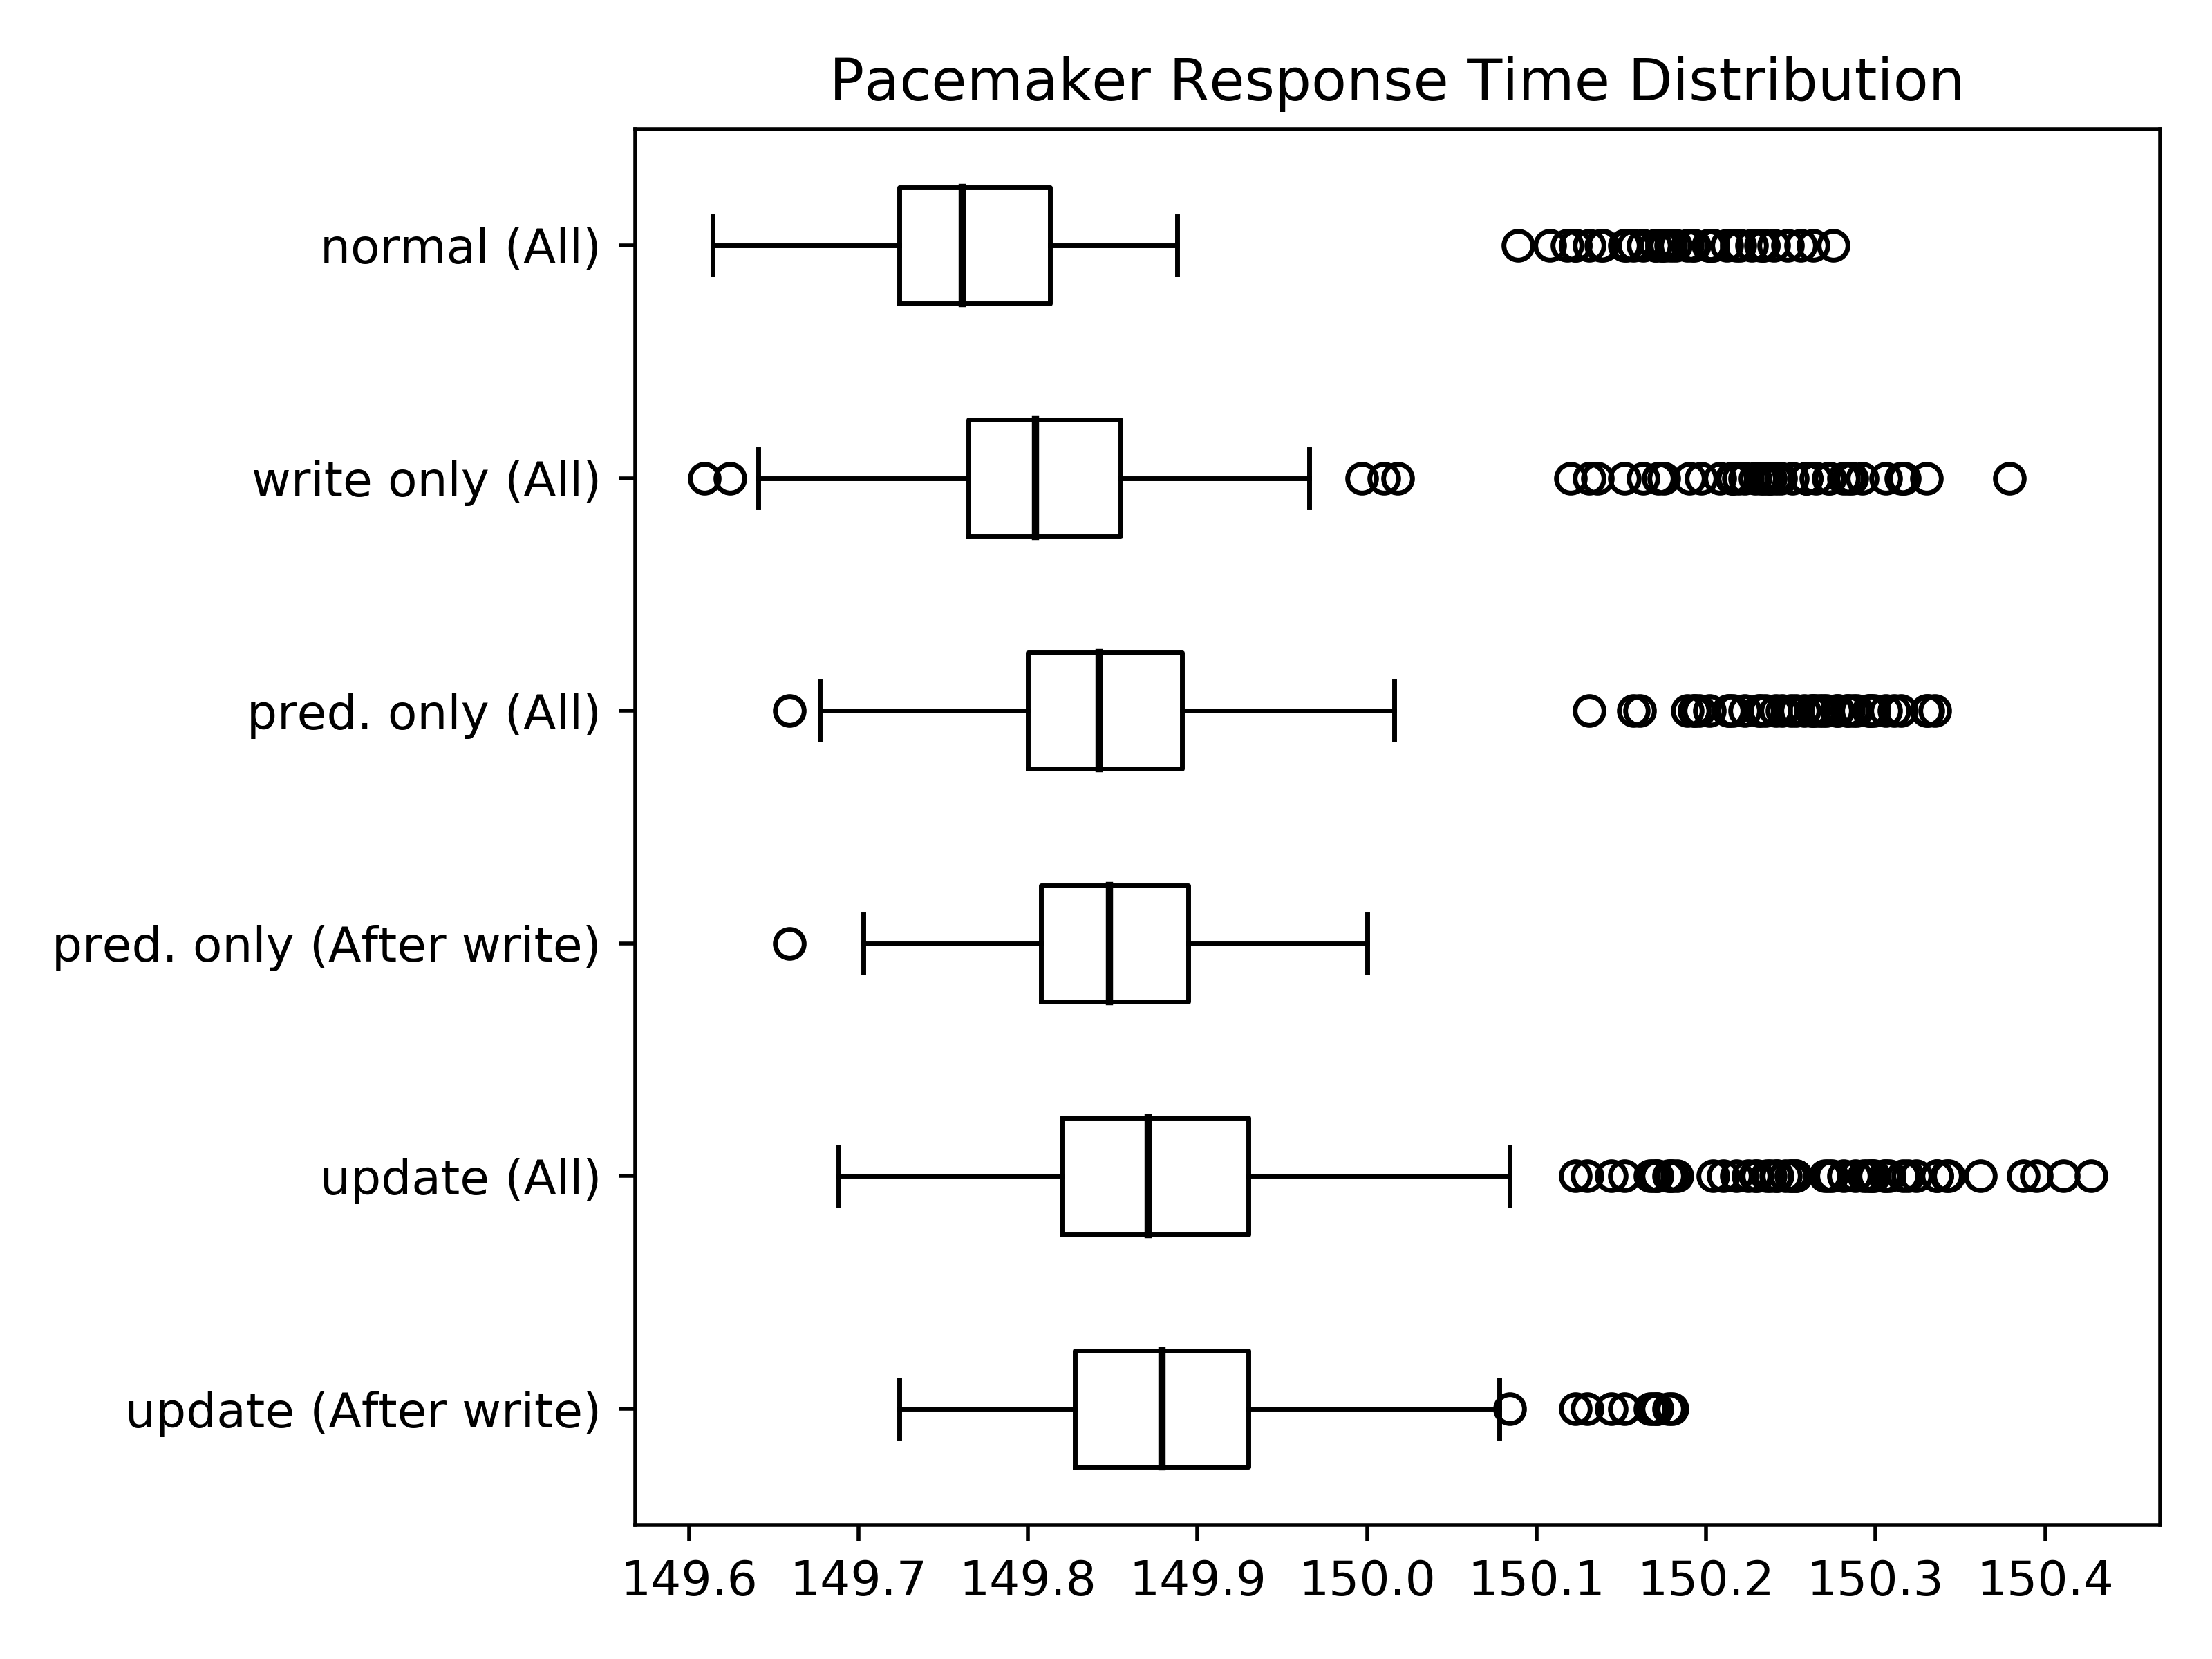 Pacemaker Response Time Distribution
normal (All)
write only (All)
pred. only (All)
pred. only (After write)
update (All)
update (After write)
149.6 149.7 149.8 149.9 150.0 150.1 150.2 150.3 150.4